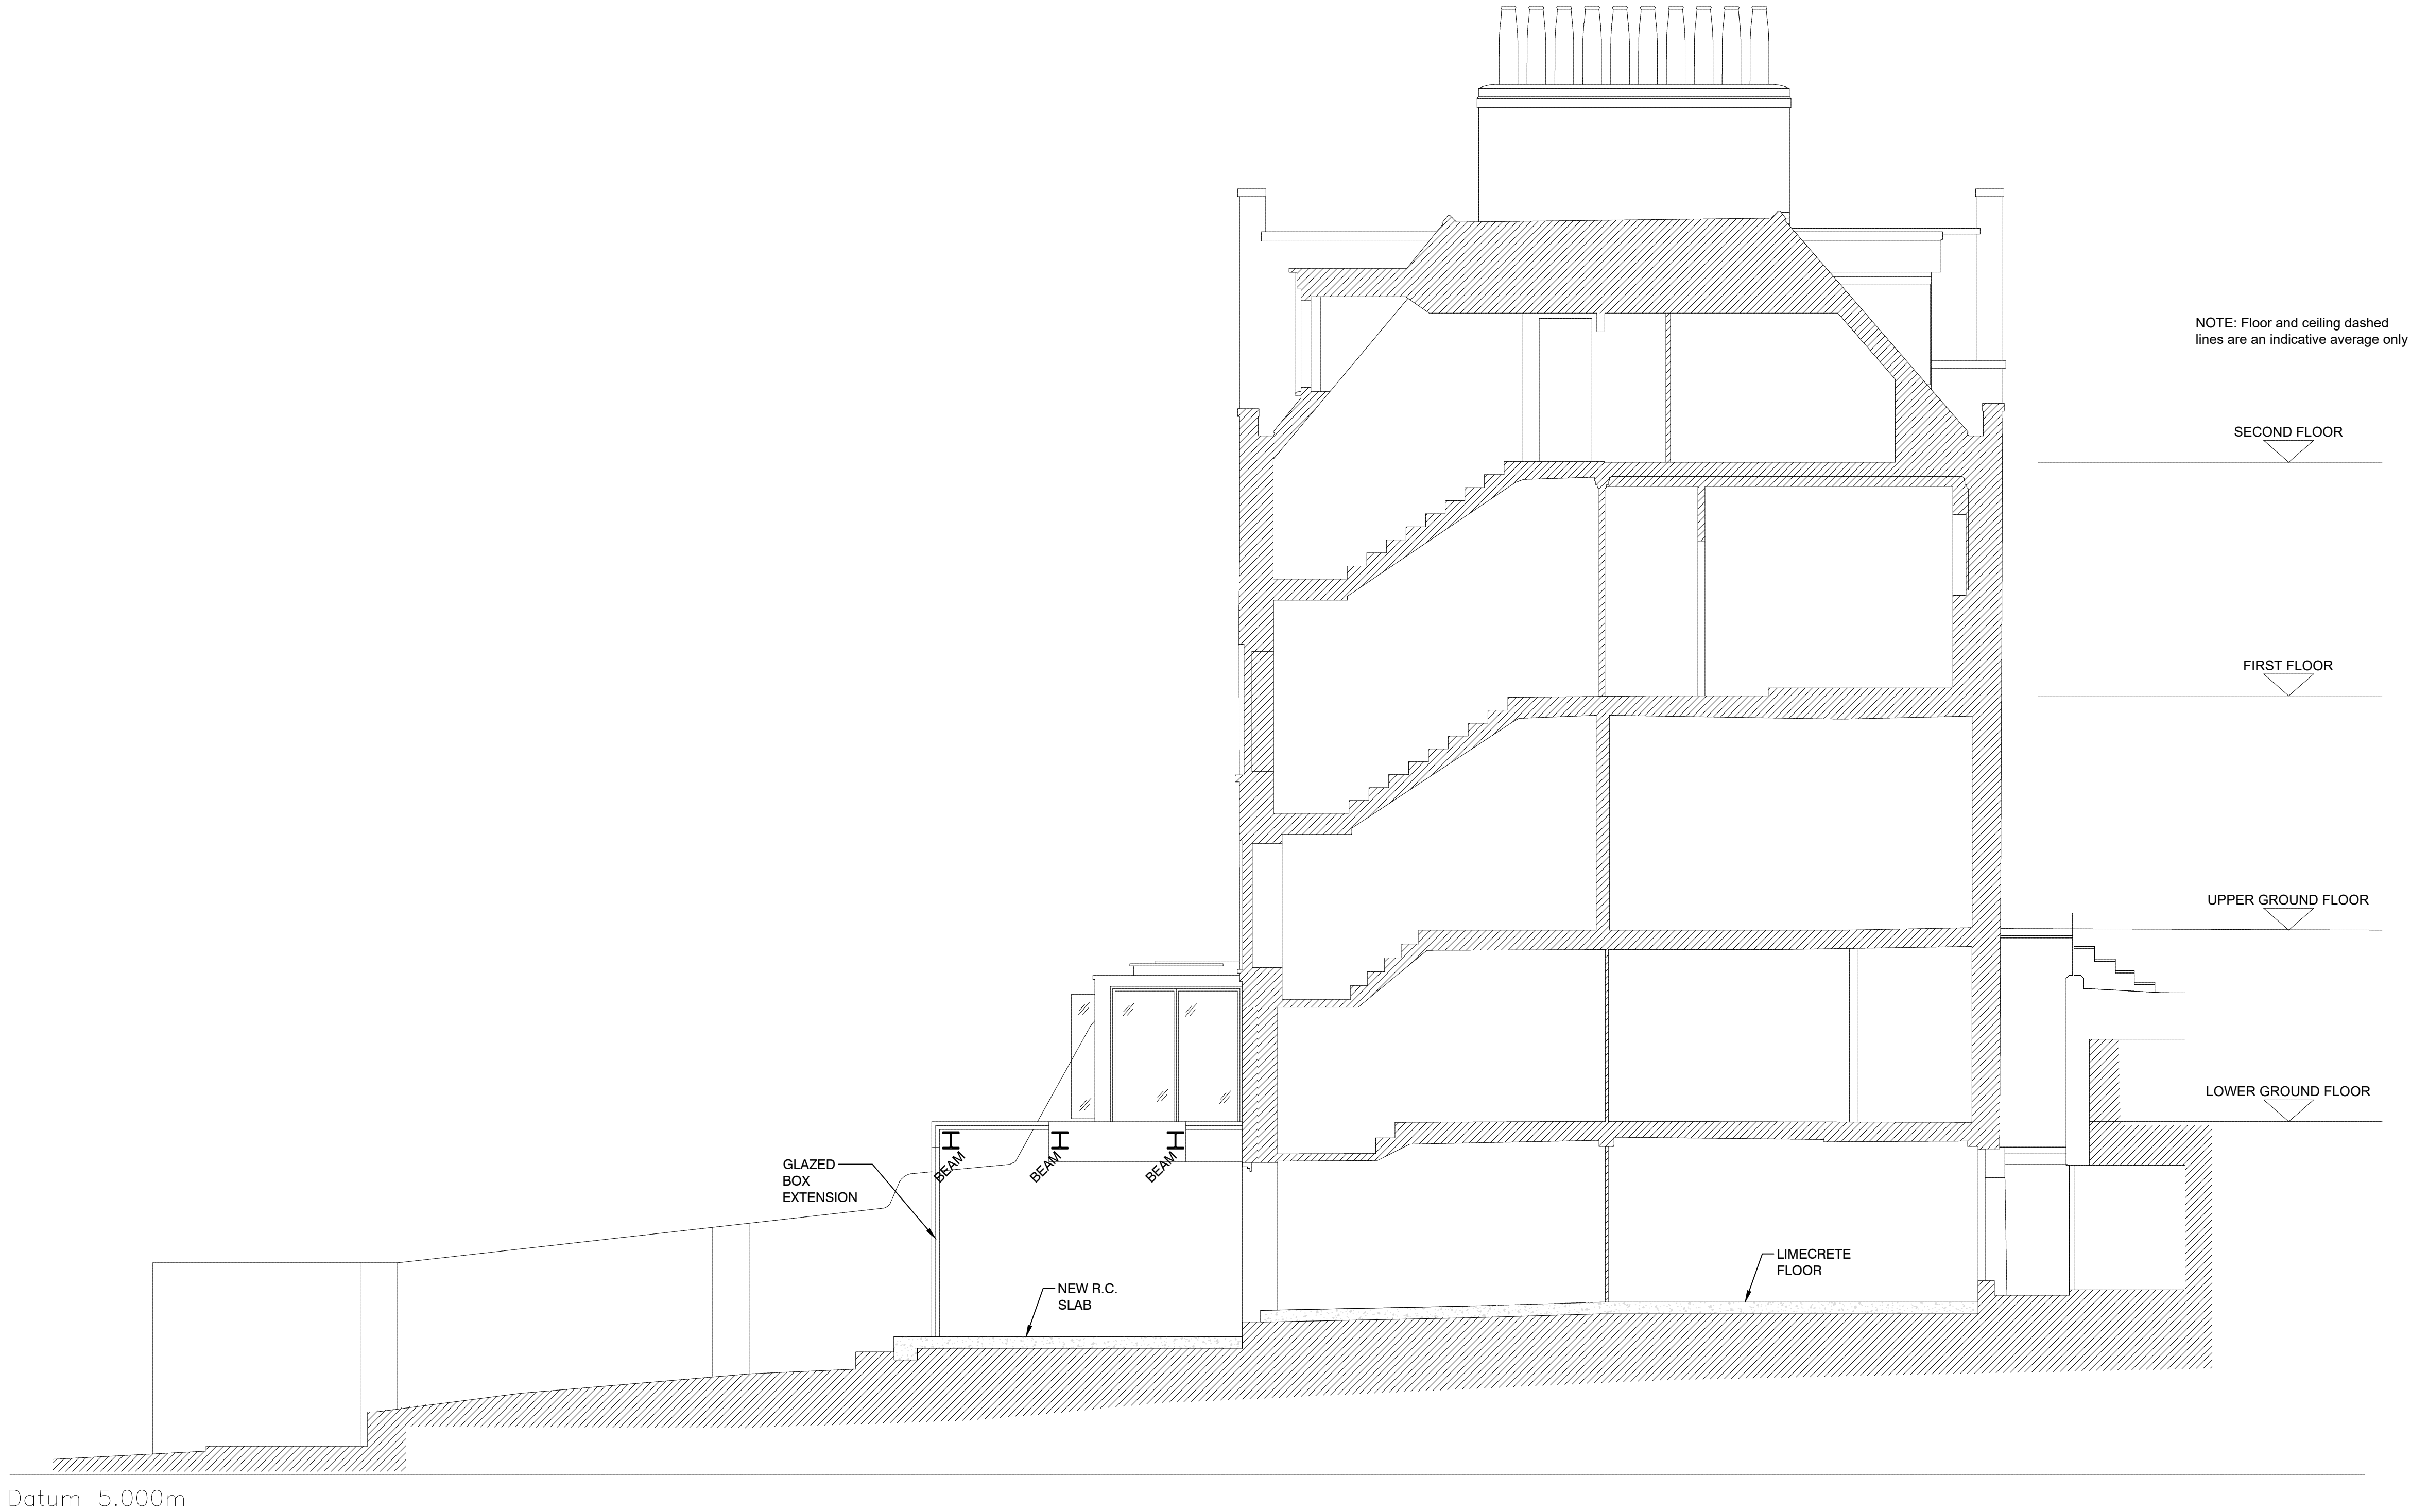 NOTE: Floor and ceiling dashed
lines are an indicative average only
SECOND FLOOR
FIRST FLOOR
UPPER GROUND FLOOR
LOWER GROUND FLOOR
BEAM
BEAM
BEAM
GLAZED
BOX
EXTENSION
LIMECRETE
FLOOR
NEW R.C.
SLAB
Datum 5.000m